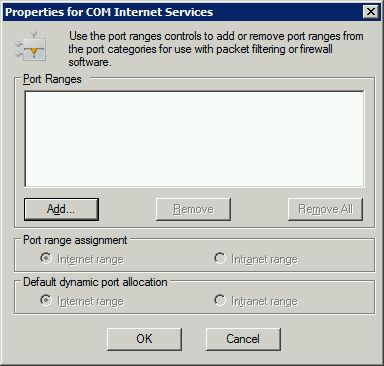 Properties for COM Internet Services
Use the port ranges controls to add or remove port ranges from
the port categories for use with packet filtering or firewall
software.
Port Ranges
Add... Remove Remove All
Port range assignment
Internet range Intranet range
Default dynamic port allocation
Internet range Intranet range
OK Cancel